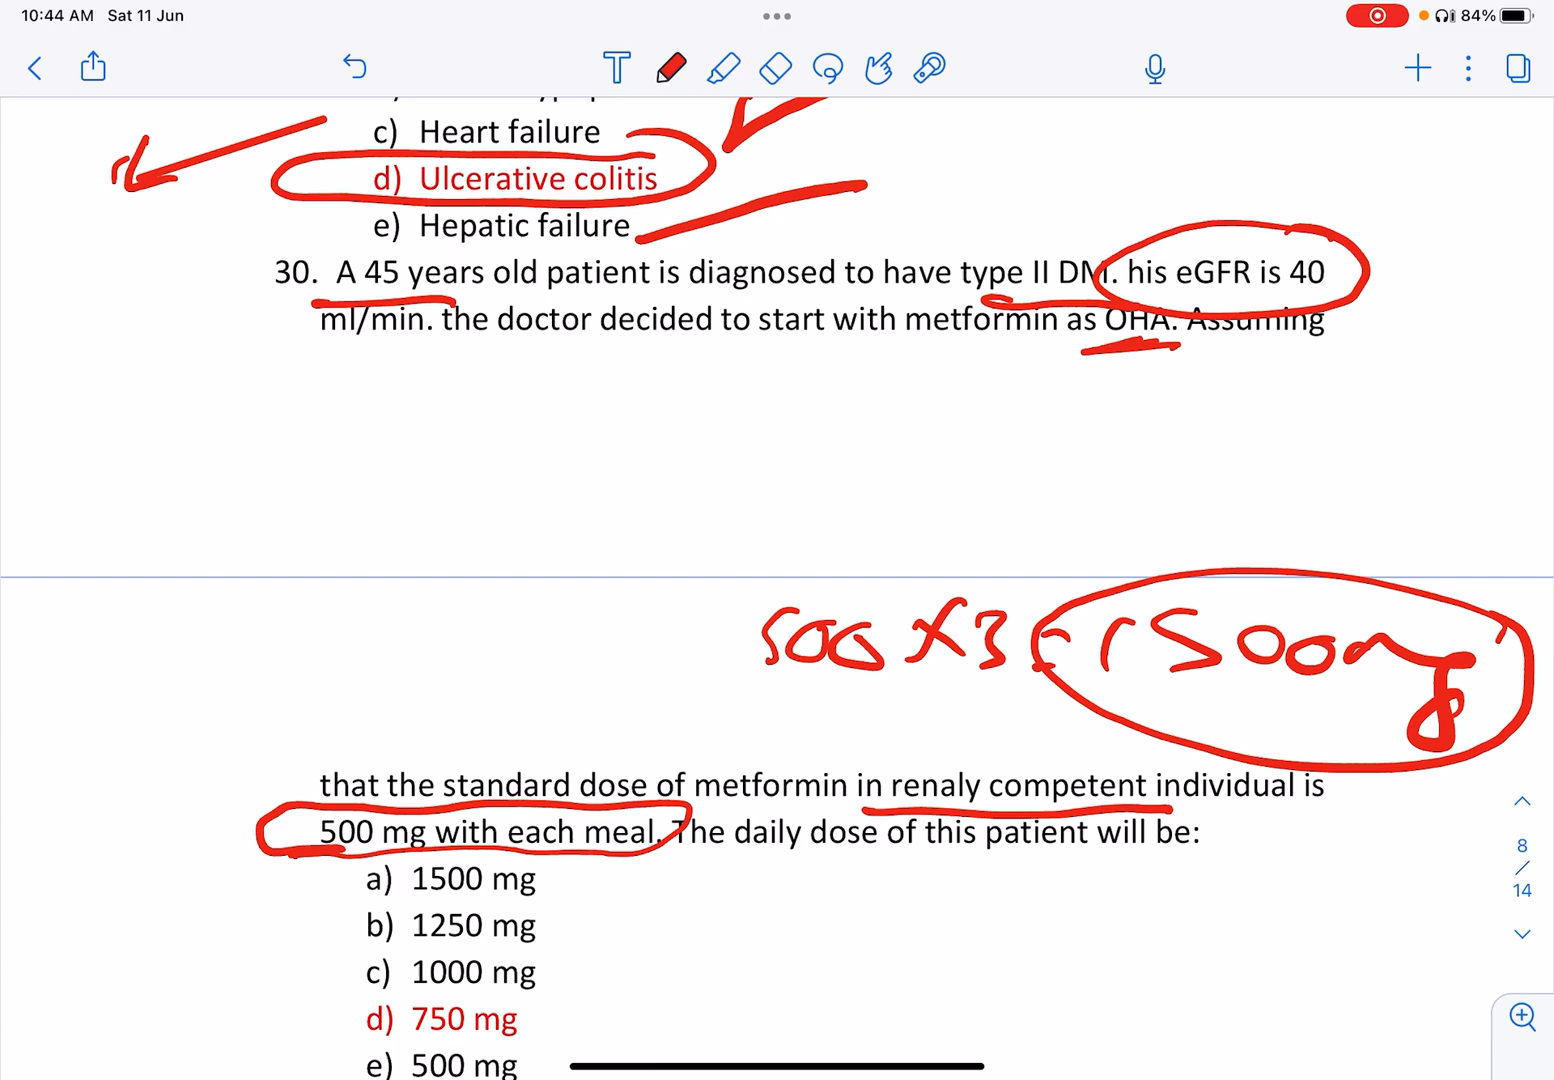 10:44 AM Sat 11 Jun
84%
c) Heart failure
d) Ulcerative colitis
e) Hepatic failure
30. A 45 years old patient is diagnosed to have type II DM. his eGFR is 40
ml/min. the doctor decided to start with metformin as OHA. Assuming
500 X 3 = 1500mg
that the standard dose of metformin in renaly competent individual is
500 mg with each meal. The daily dose of this patient will be:
a) 1500 mg
b) 1250 mg
c) 1000 mg
d) 750 mg
e) 500 mg
8
/
14